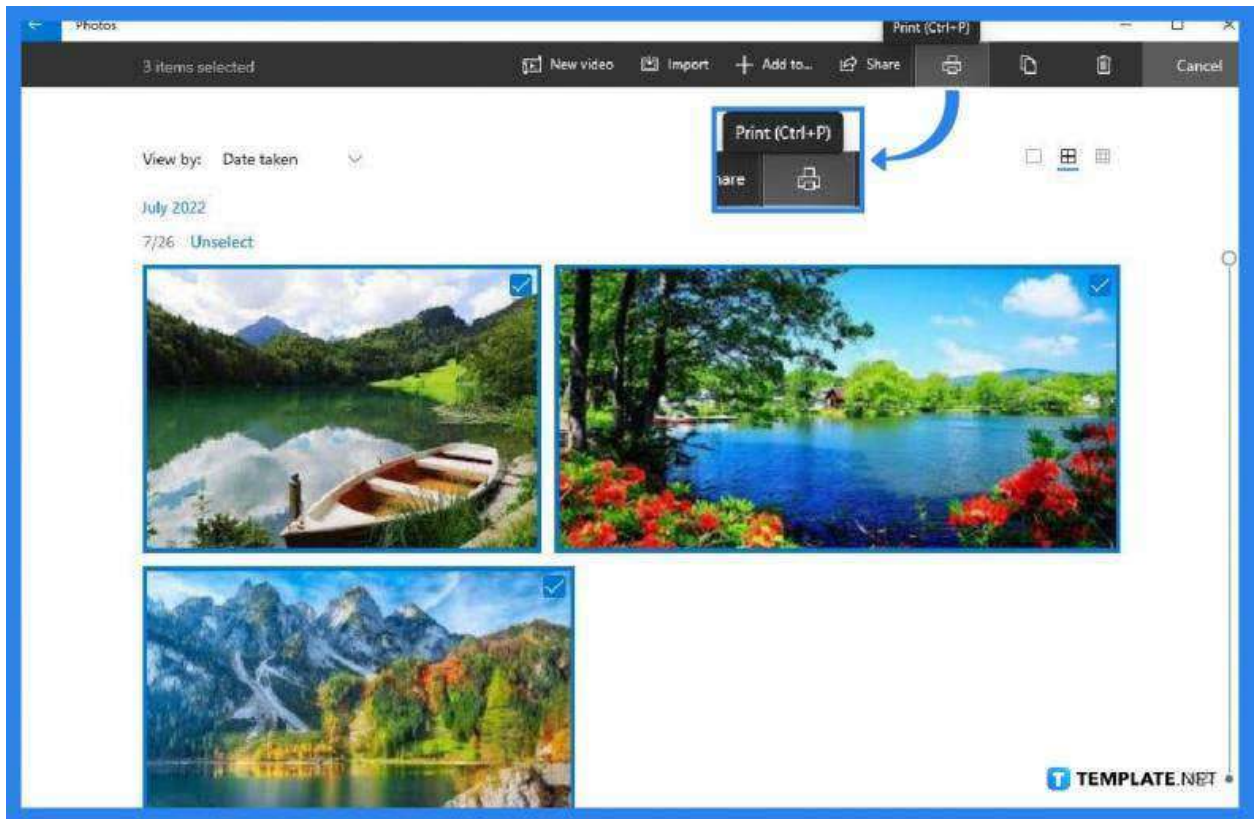 Photos
Print (Ctrl+P)
3 items selected
New video
Import
Add to...
Share
Cancel
Print (Ctrl+P)
hare
View by: Date taken
July 2022
7/26 Unselect
TEMPLATE.NET